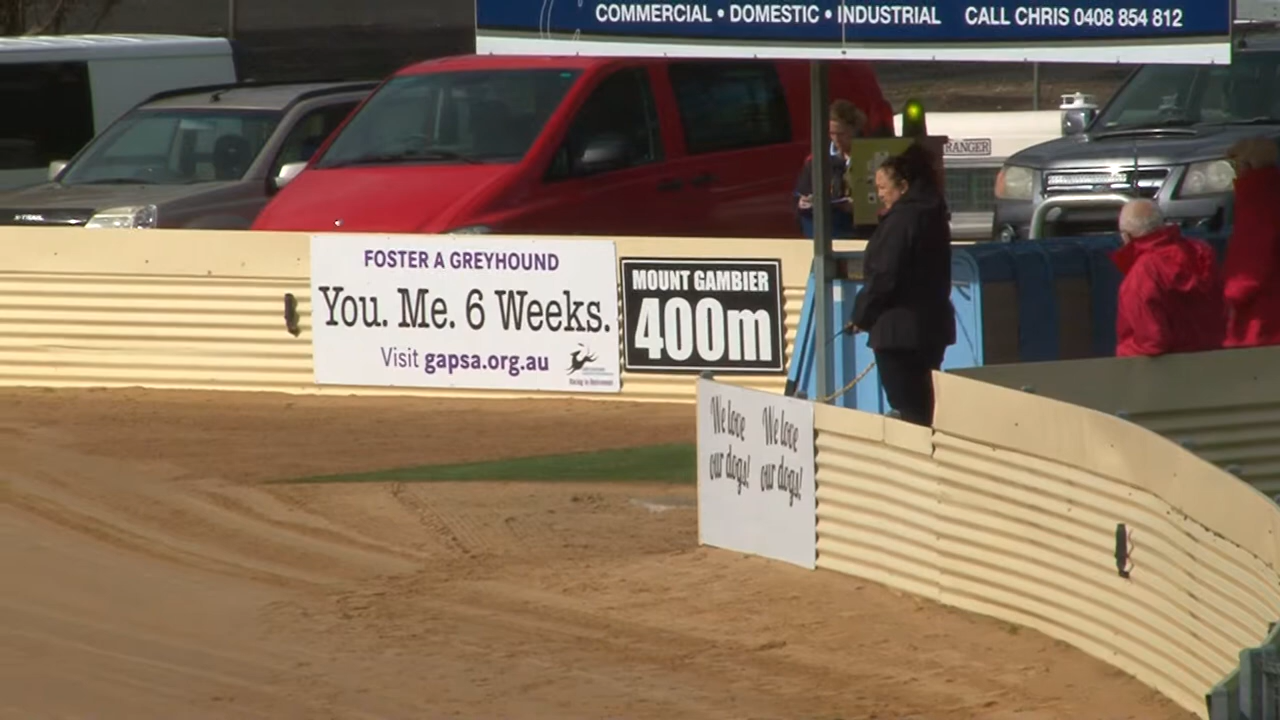 COMMERCIAL • DOMESTIC • INDUSTRIAL CALL CHRIS 0408 854 812
RANGER
X-TRAIL
FOSTER A GREYHOUND
You. Me. 6 Weeks.
Visit gapsa.org.au
MOUNT GAMBIER
400m
We love
our dogs!
We love
our dogs!